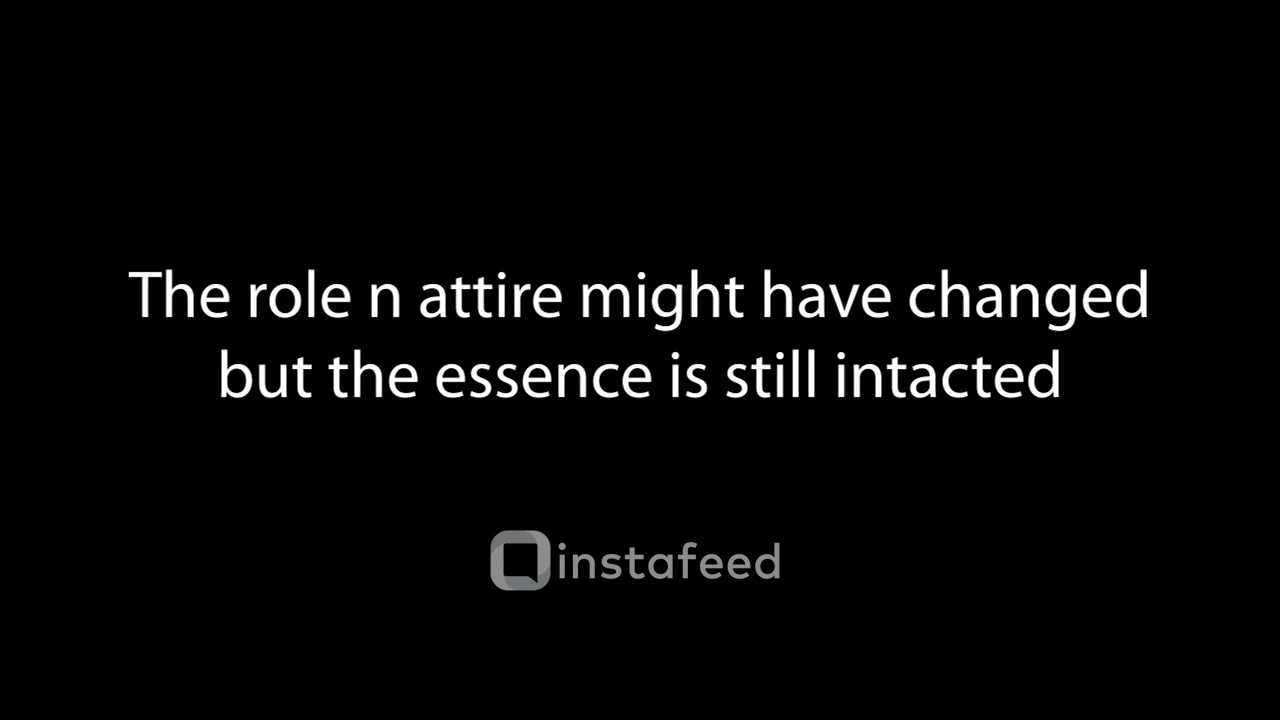 The role n attire might have changed
but the essence is still intacted
instafeed